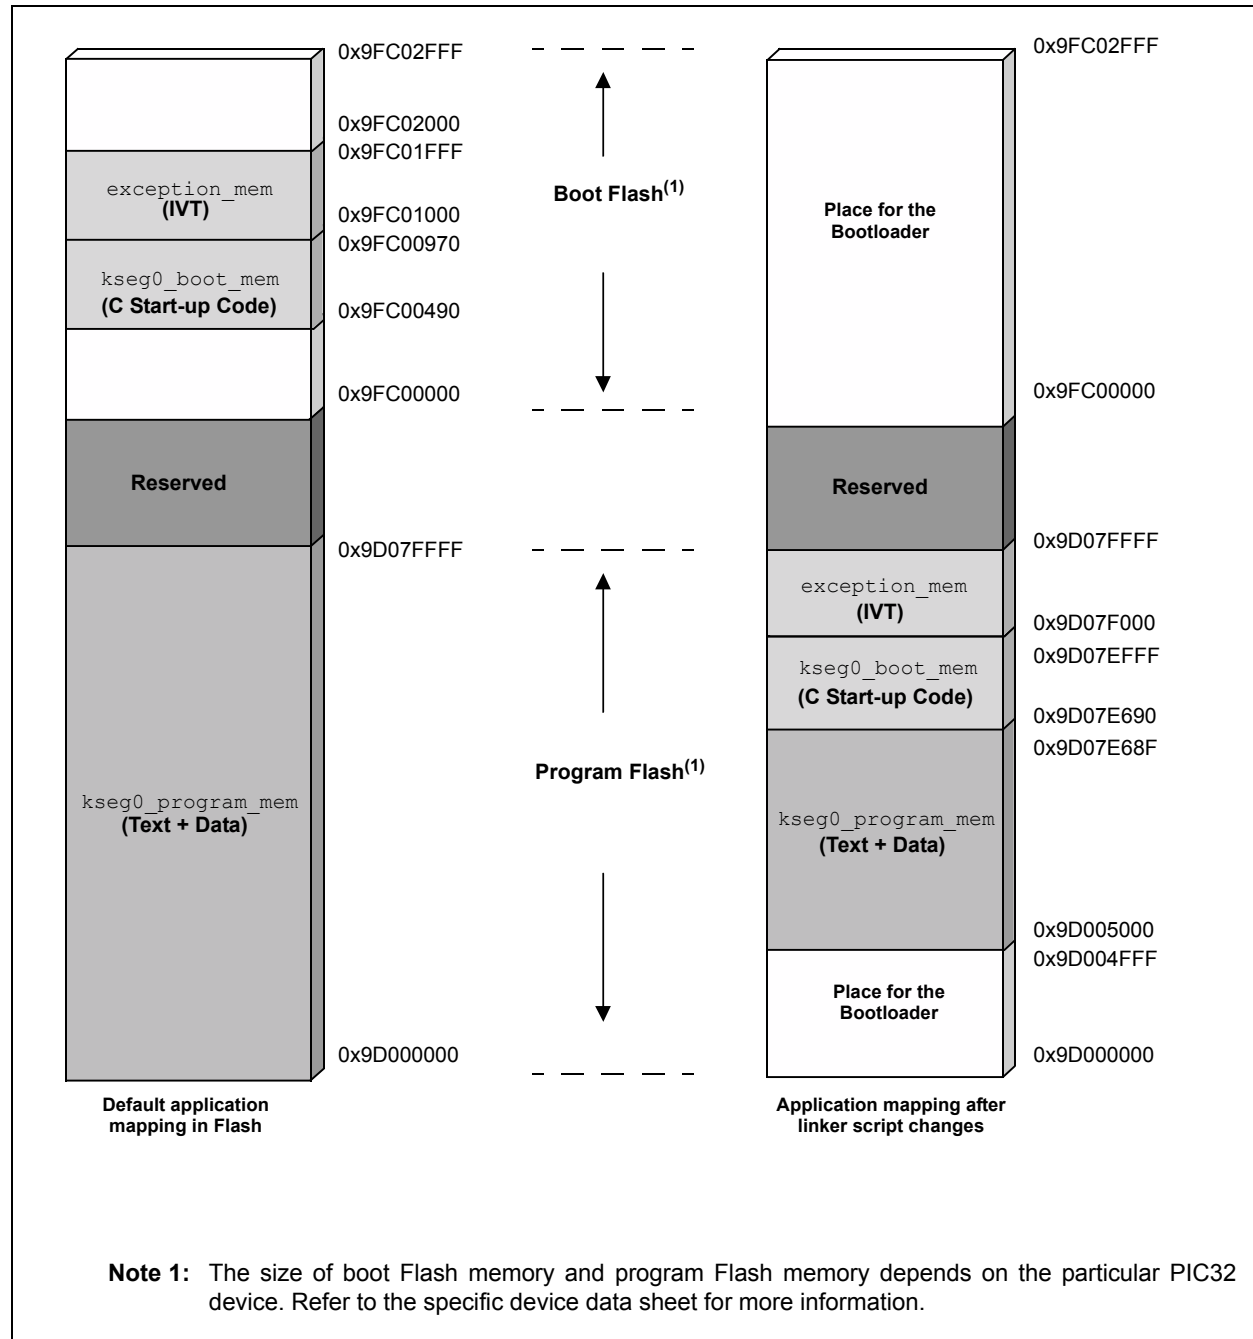 0x9FC02FFF
0x9FC02000
0x9FC01FFF
exception_mem
(IVT)
0x9FC01000
0x9FC00970
kseg0_boot_mem
(C Start-up Code)
0x9FC00490
0x9FC00000
Reserved
0x9D07FFFF
kseg0_program_mem
(Text + Data)
0x9D000000
Default application
mapping in Flash
Boot Flash(1)
Program Flash(1)
0x9FC02FFF
Place for the
Bootloader
0x9FC00000
Reserved
0x9D07FFFF
exception_mem
(IVT)
0x9D07F000
0x9D07EFFF
kseg0_boot_mem
(C Start-up Code)
0x9D07E690
0x9D07E68F
kseg0_program_mem
(Text + Data)
0x9D005000
0x9D004FFF
Place for the
Bootloader
0x9D000000
Application mapping after
linker script changes
Note 1: The size of boot Flash memory and program Flash memory depends on the particular PIC32
device. Refer to the specific device data sheet for more information.